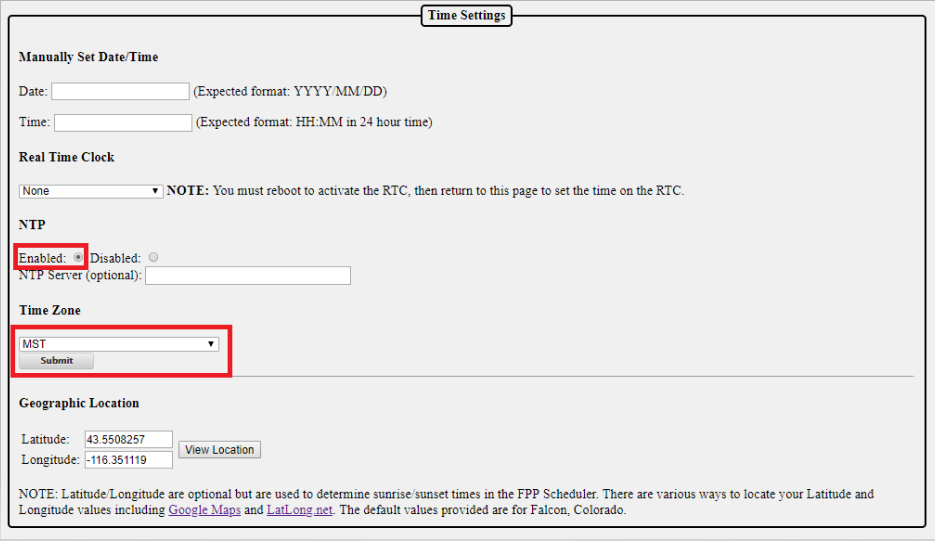 Time Settings
Manually Set Date/Time
Date: (Expected format: YYYY/MM/DD)
Time: (Expected format: HH:MM in 24 hour time)
Real Time Clock
None NOTE: You must reboot to activate the RTC, then return to this page to set the time on the RTC.
NTP
Enabled: Disabled:
NTP Server (optional):
Time Zone
MST
Submit
Geographic Location
Latitude: 43.5508257
Longitude: -116.351119
View Location
NOTE: Latitude/Longitude are optional but are used to determine sunrise/sunset times in the FPP Scheduler. There are various ways to locate your Latitude and
Longitude values including Google Maps and LatLong.net. The default values provided are for Falcon, Colorado.